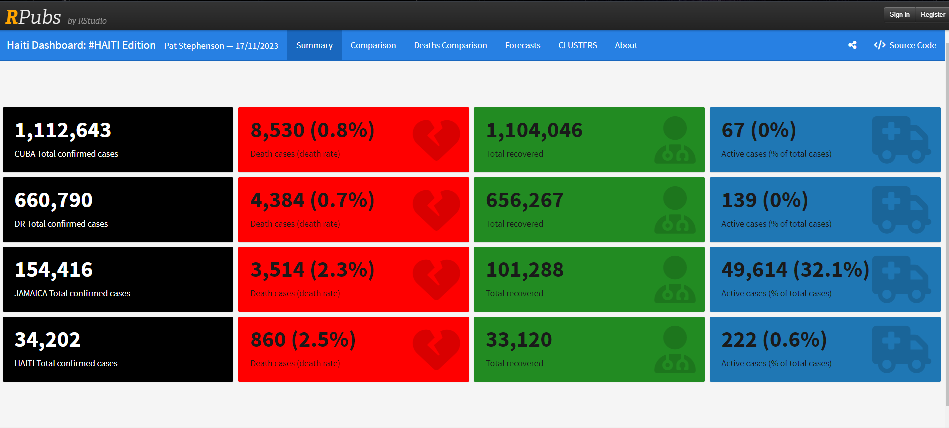 RPubs by RStudio
Sign in Register
Haiti Dashboard: #HAITI Edition Pat Stephenson — 17/11/2023 Summary Comparison Deaths Comparison Forecasts CLUSTERS About </> Source Code
1,112,643 8,530 (0.8%) 1,104,046 67 (0%)
CUBA Total confirmed cases Death cases (death rate) Total recovered Active cases (% of total cases)
660,790 4,384 (0.7%) 656,267 139 (0%)
DR Total confirmed cases Death cases (death rate) Total recovered Active cases (% of total cases)
154,416 3,514 (2.3%) 101,288 49,614 (32.1%)
JAMAICA Total confirmed cases Death cases (death rate) Total recovered Active cases (% of total cases)
34,202 860 (2.5%) 33,120 222 (0.6%)
HAITI Total confirmed cases Death cases (death rate) Total recovered Active cases (% of total cases)